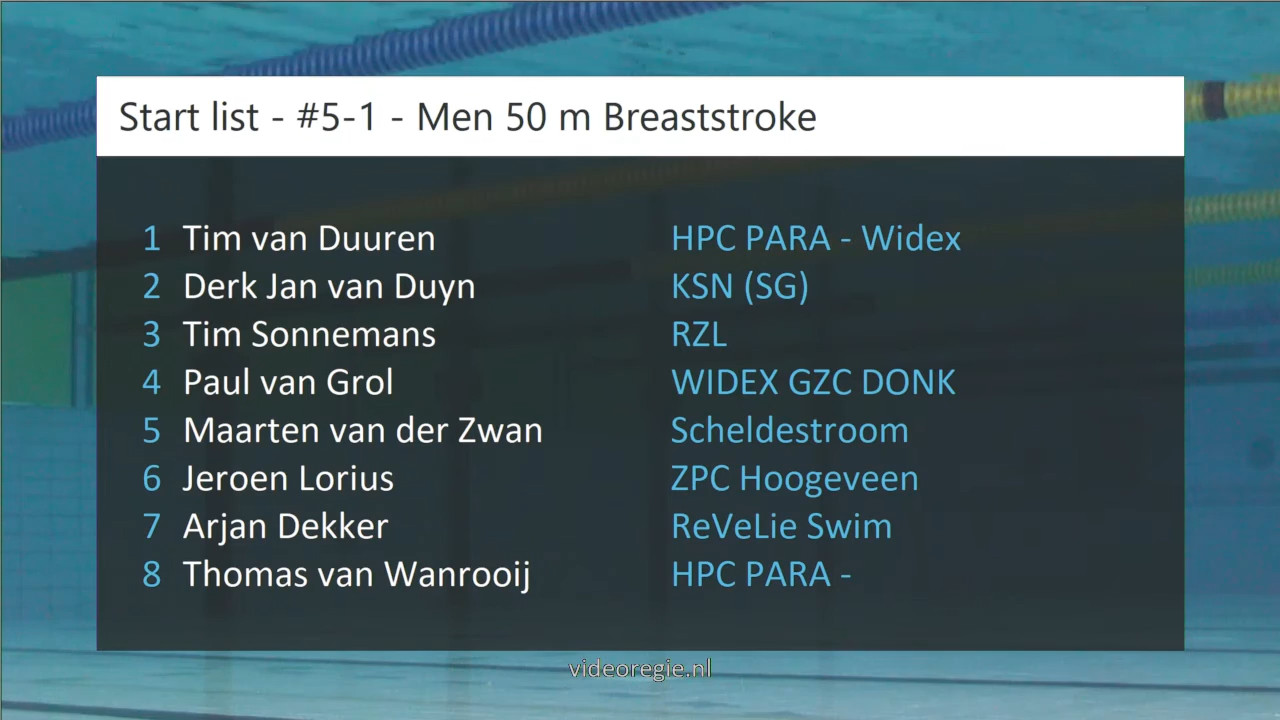 Start list - #5-1 - Men 50 m Breaststroke
1 Tim van Duuren HPC PARA - Widex
2 Derk Jan van Duyn KSN (SG)
3 Tim Sonnemans RZL
4 Paul van Grol WIDEX GZC DONK
5 Maarten van der Zwan Scheldestroom
6 Jeroen Lorius ZPC Hoogeveen
7 Arjan Dekker ReVeLie Swim
8 Thomas van Wanrooij HPC PARA -
videoregie.nl